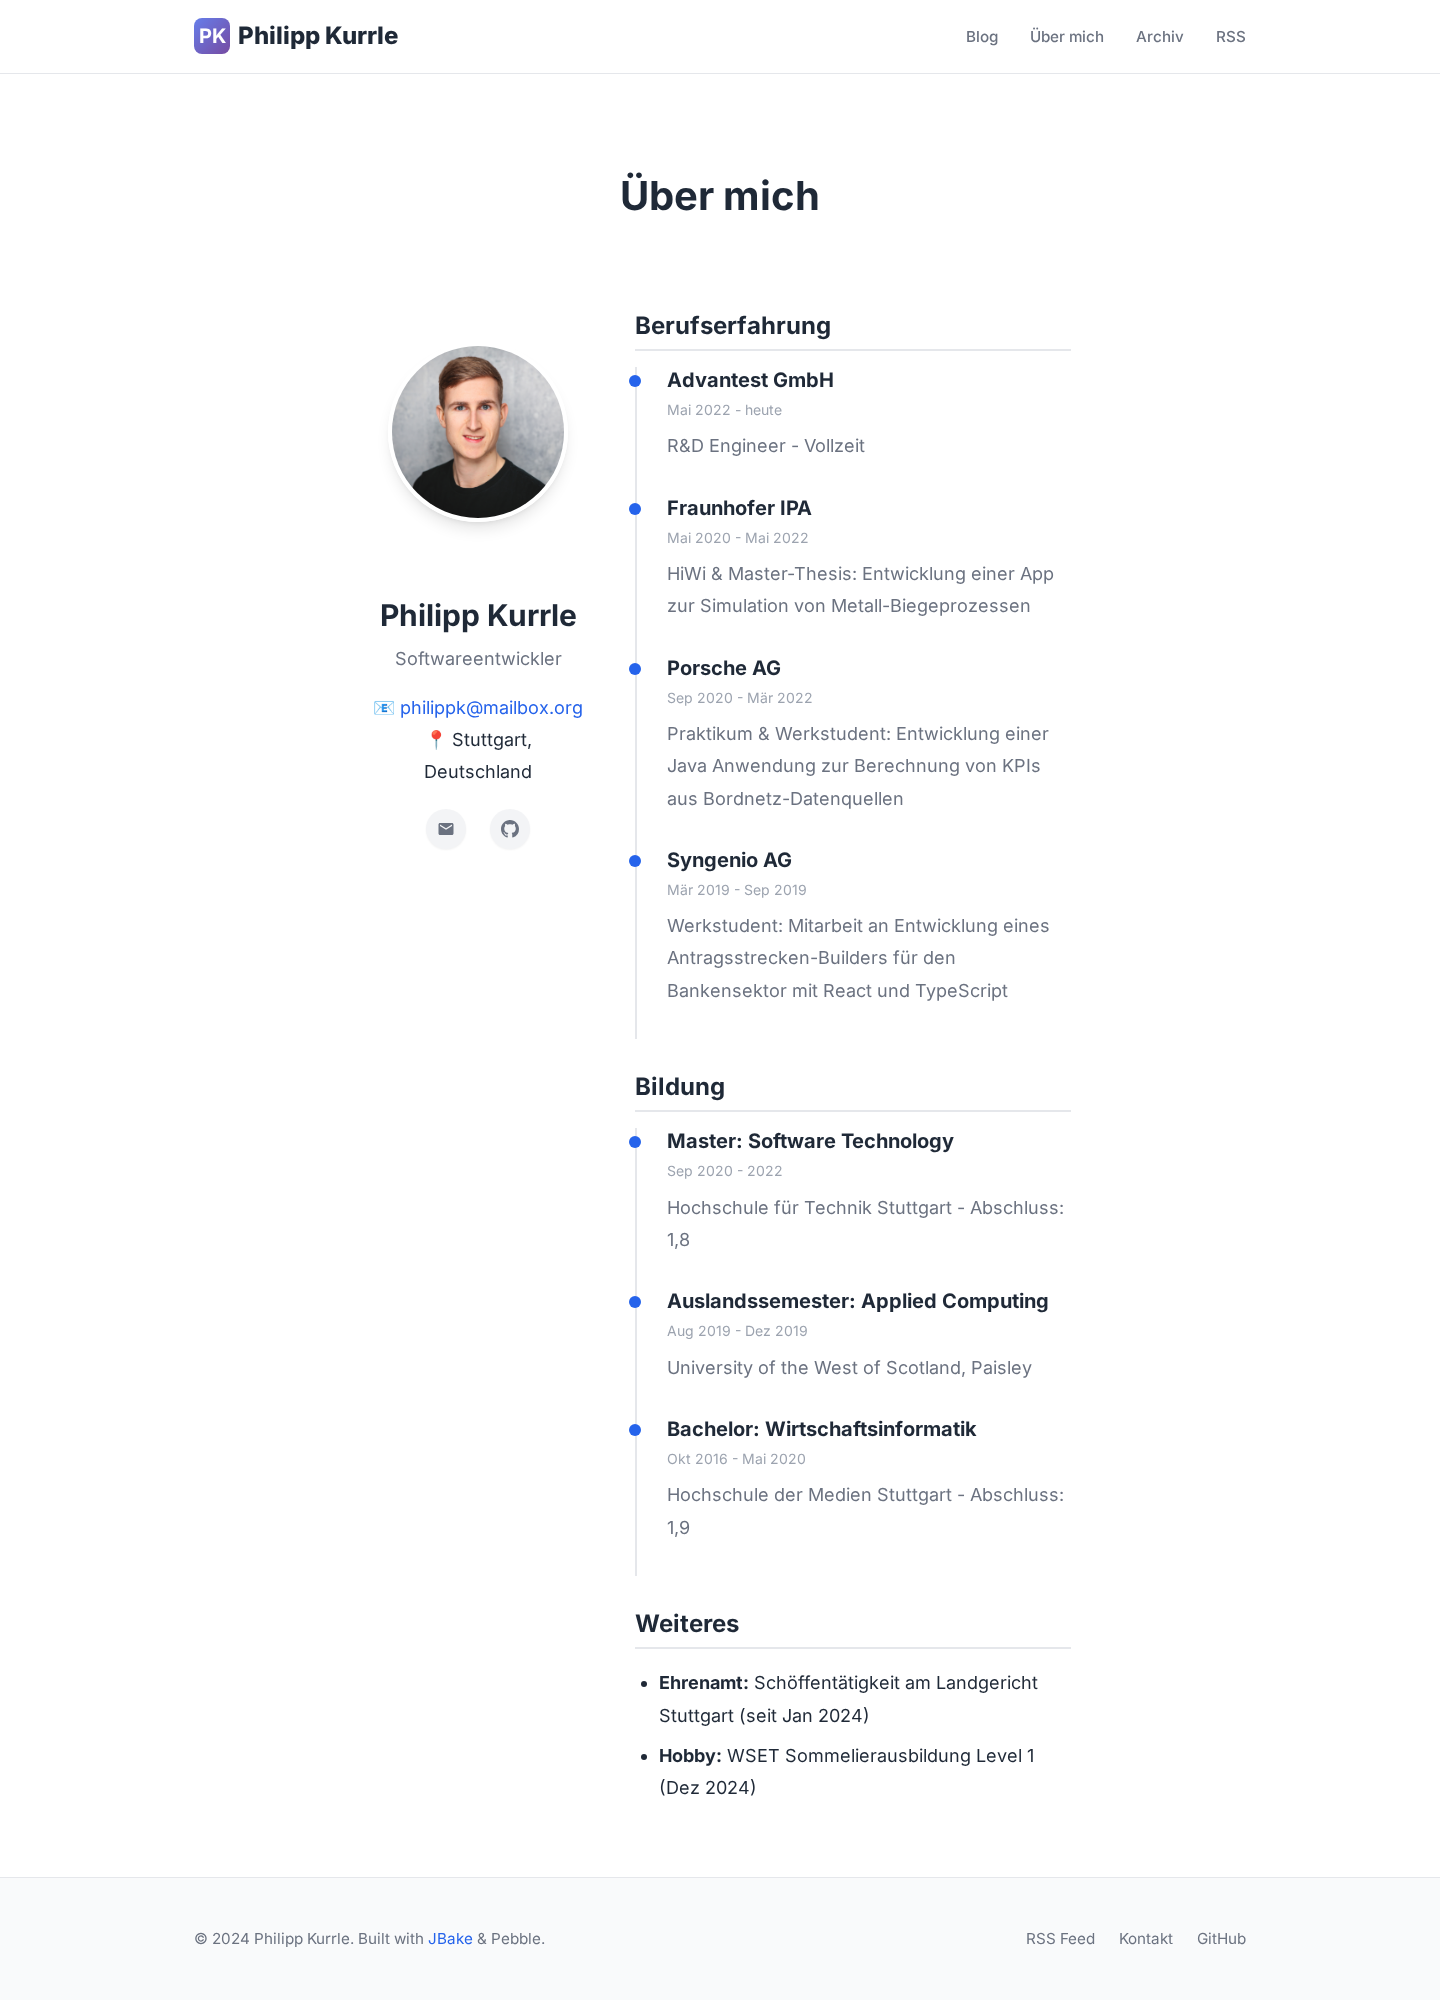 PK Philipp Kurrle
Blog Über mich Archiv RSS
Über mich
Philipp Kurrle
Softwareentwickler
📧 philippk@mailbox.org
📍 Stuttgart,
Deutschland
Berufserfahrung
Advantest GmbH
Mai 2022 - heute
R&D Engineer - Vollzeit
Fraunhofer IPA
Mai 2020 - Mai 2022
HiWi & Master-Thesis: Entwicklung einer App
zur Simulation von Metall-Biegeprozessen
Porsche AG
Sep 2020 - Mär 2022
Praktikum & Werkstudent: Entwicklung einer
Java Anwendung zur Berechnung von KPIs
aus Bordnetz-Datenquellen
Syngenio AG
Mär 2019 - Sep 2019
Werkstudent: Mitarbeit an Entwicklung eines
Antragsstrecken-Builders für den
Bankensektor mit React und TypeScript
Bildung
Master: Software Technology
Sep 2020 - 2022
Hochschule für Technik Stuttgart - Abschluss:
1,8
Auslandssemester: Applied Computing
Aug 2019 - Dez 2019
University of the West of Scotland, Paisley
Bachelor: Wirtschaftsinformatik
Okt 2016 - Mai 2020
Hochschule der Medien Stuttgart - Abschluss:
1,9
Weiteres
• Ehrenamt: Schöffentätigkeit am Landgericht
Stuttgart (seit Jan 2024)
• Hobby: WSET Sommelierausbildung Level 1
(Dez 2024)
© 2024 Philipp Kurrle. Built with JBake & Pebble.
RSS Feed Kontakt GitHub